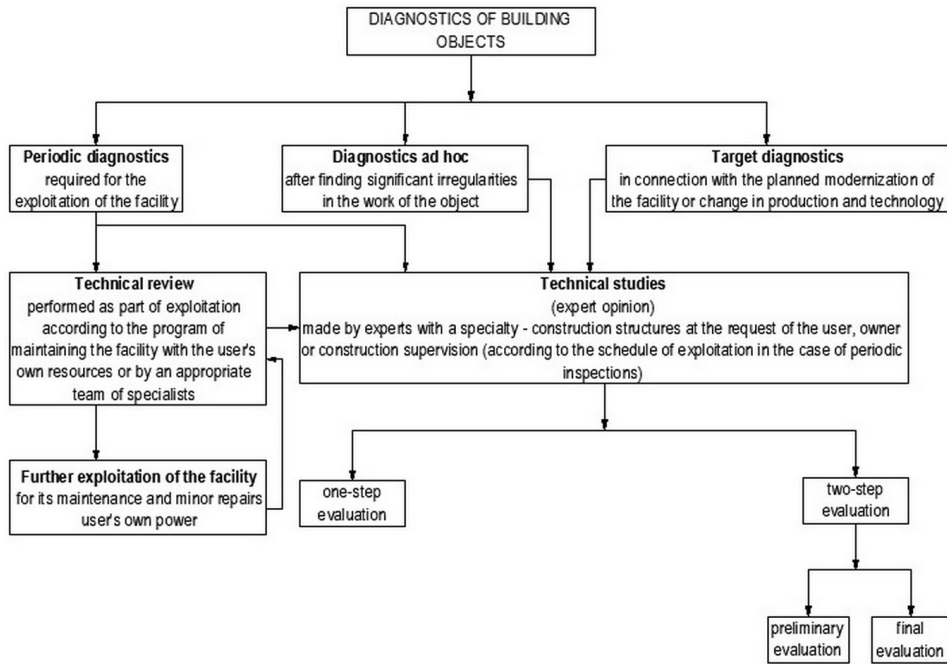 DIAGNOSTICS OF BUILDING
OBJECTS
Periodic diagnostics
required for the
exploitation of the facility
Diagnostics ad hoc
after finding significant irregularities
in the work of the object
Target diagnostics
in connection with the planned modernization of
the facility or change in production and technology
Technical review
performed as part of exploitation
according to the program of
maintaining the facility with the user's
own resources or by an appropriate
team of specialists
Technical studies
(expert opinion)
made by experts with a specialty - construction structures at the request of the user, owner
or construction supervision (according to the schedule of exploitation in the case of periodic
inspections)
Further exploitation of the facility
for its maintenance and minor repairs
user's own power
one-step
evaluation
two-step
evaluation
preliminary
evaluation
final
evaluation